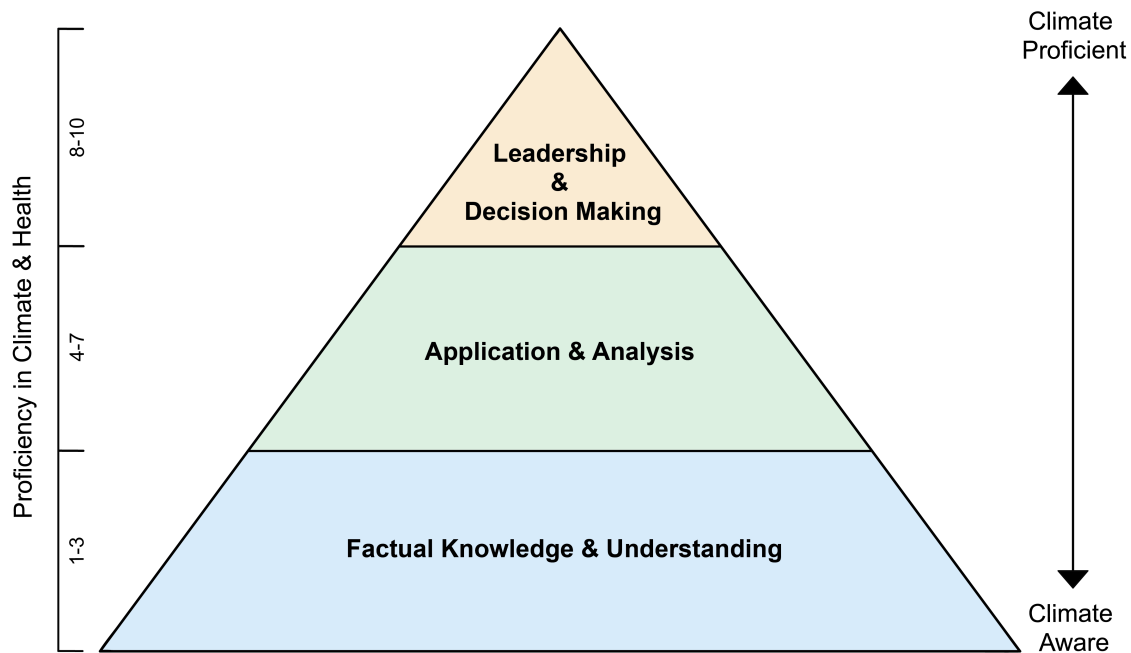 Climate
Proficient
8-10
Leadership
&
Decision Making
Proficiency in Climate & Health
4-7
Application & Analysis
1-3
Factual Knowledge & Understanding
Climate
Aware